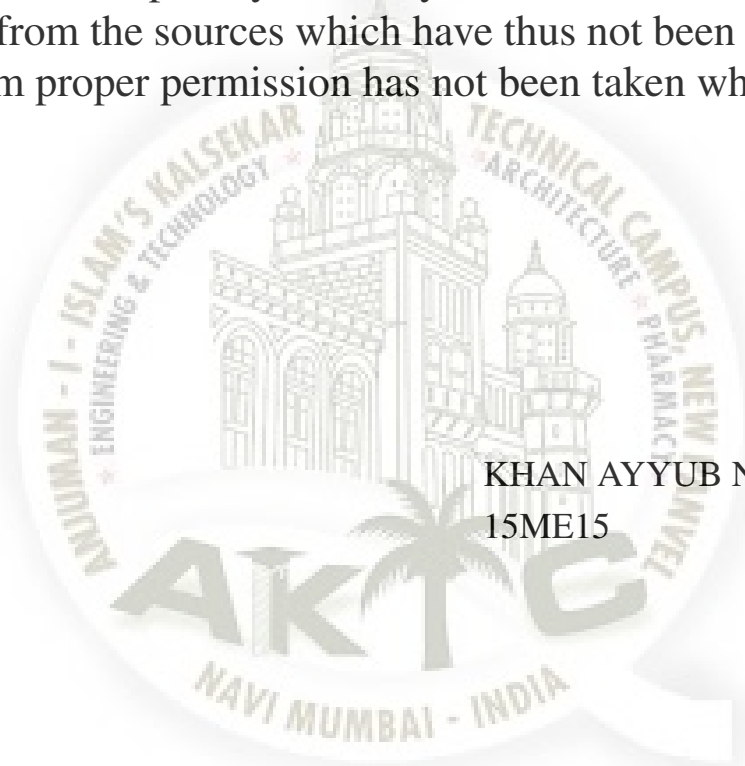 from the sources which have thus not been
m proper permission has not been taken wh
ANJUMAN - I - ISLAM'S KALSEKAR TECHNICAL CAMPUS, NEW PANVEL
ENGINEERING & TECHNOLOGY * ARCHITECTURE * PHARMACY
KHAN AYYUB N
15ME15
AKTC
NAVI MUMBAI - INDIA